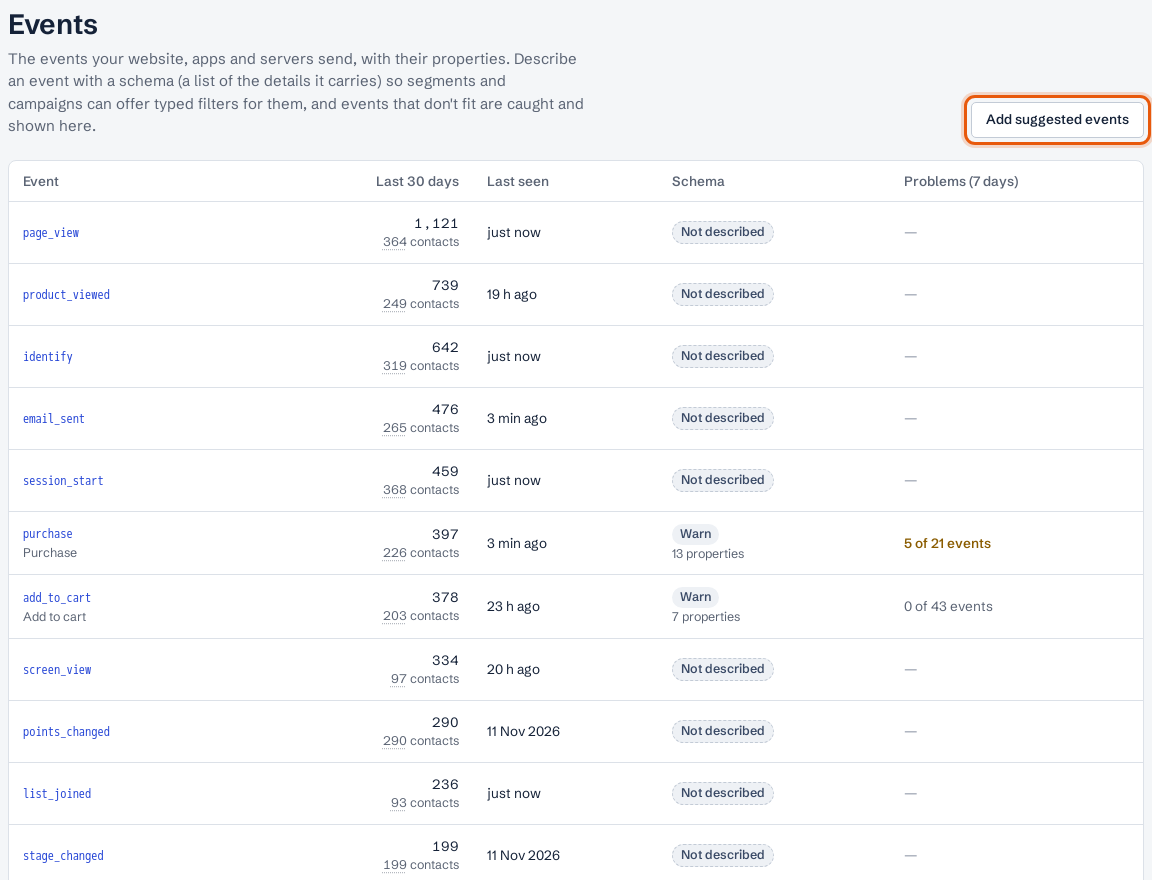 Events
The events your website, apps and servers send, with their properties. Describe
an event with a schema (a list of the details it carries) so segments and
campaigns can offer typed filters for them, and events that don't fit are caught and
shown here.
Add suggested events
Event Last 30 days Last seen Schema Problems (7 days)
page_view 1,121 364 contacts just now Not described —
product_viewed 739 249 contacts 19 h ago Not described —
identify 642 319 contacts just now Not described —
email_sent 476 265 contacts 3 min ago Not described —
session_start 459 368 contacts just now Not described —
purchase 397 3 min ago Warn 5 of 21 events
Purchase 226 contacts 13 properties
add_to_cart 378 23 h ago Warn 0 of 43 events
Add to cart 203 contacts 7 properties
screen_view 334 97 contacts 20 h ago Not described —
points_changed 290 290 contacts 11 Nov 2026 Not described —
list_joined 236 93 contacts just now Not described —
stage_changed 199 199 contacts 11 Nov 2026 Not described —